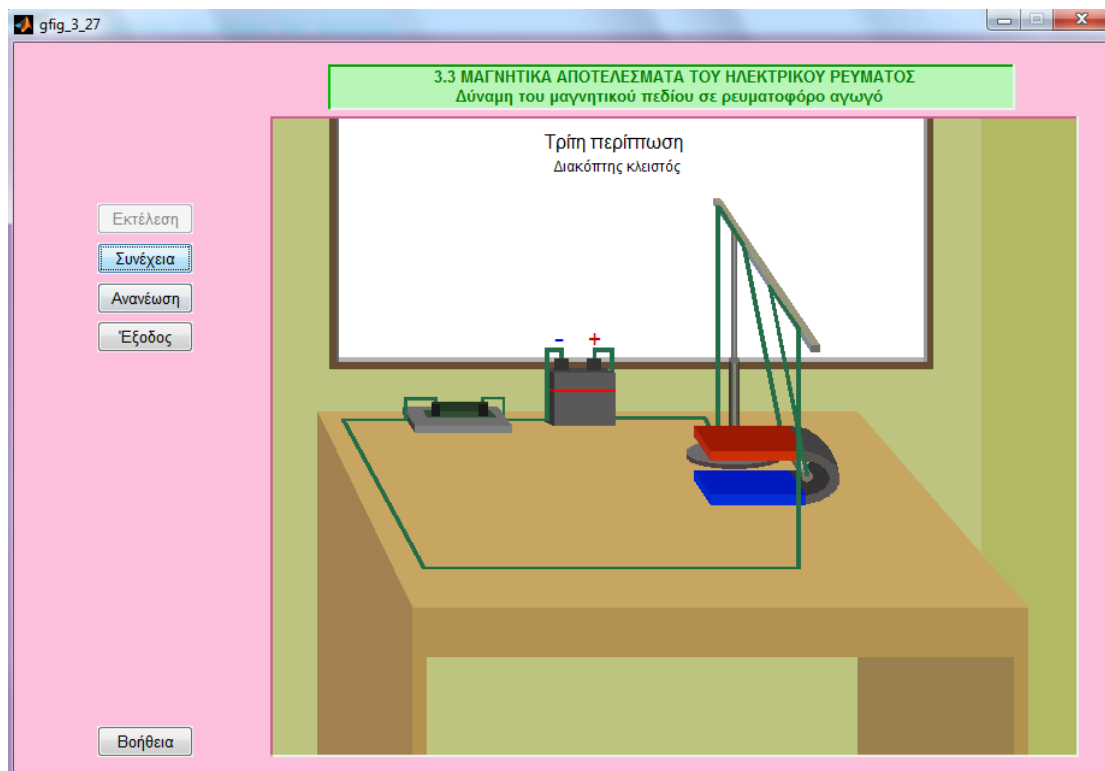 gfig_3_27
3.3 ΜΑΓΝΗΤΙΚΑ ΑΠΟΤΕΛΕΣΜΑΤΑ ΤΟΥ ΗΛΕΚΤΡΙΚΟΥ ΡΕΥΜΑΤΟΣ
Δύναμη του μαγνητικού πεδίου σε ρευματοφόρο αγωγό
Τρίτη περίπτωση
Διακόπτης κλειστός
Εκτέλεση
Συνέχεια
Ανανέωση
Έξοδος
- +
Βοήθεια